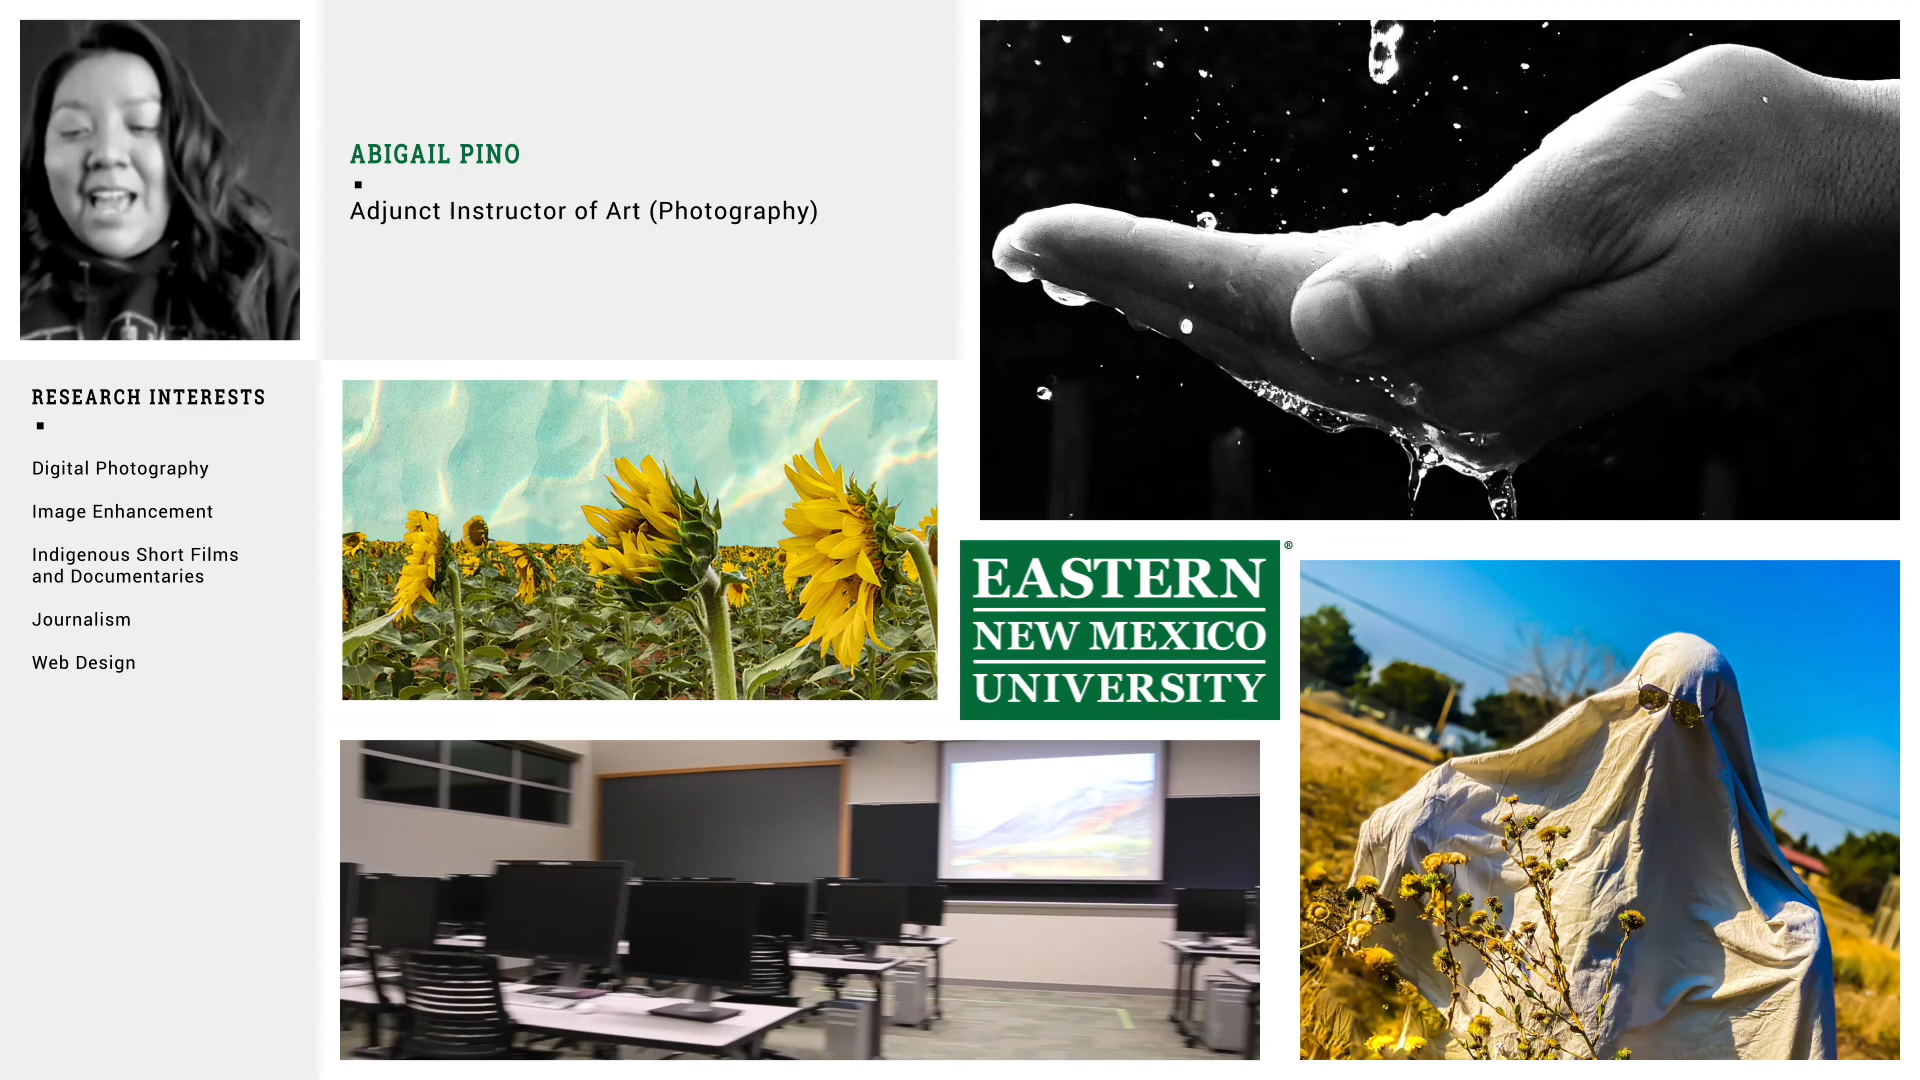 ABIGAIL PINO
Adjunct Instructor of Art (Photography)
RESEARCH INTERESTS
Digital Photography
Image Enhancement
Indigenous Short Films
and Documentaries
Journalism
Web Design
EASTERN ®
NEW MEXICO
UNIVERSITY